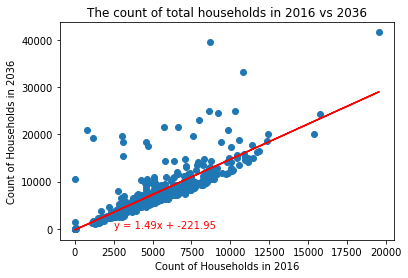 The count of total households in 2016 vs 2036
Count of Households in 2036
40000
30000
20000
10000
0
y = 1.49x + -221.95
0 2500 5000 7500 10000 12500 15000 17500 20000
Count of Households in 2016